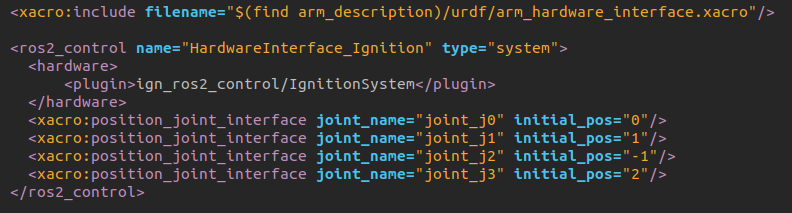 <xacro:include filename="$(find arm_description)/urdf/arm_hardware_interface.xacro"/>
<ros2_control name="HardwareInterface_Ignition" type="system">
<hardware>
<plugin>ign_ros2_control/IgnitionSystem</plugin>
</hardware>
<xacro:position_joint_interface joint_name="joint_j0" initial_pos="0"/>
<xacro:position_joint_interface joint_name="joint_j1" initial_pos="1"/>
<xacro:position_joint_interface joint_name="joint_j2" initial_pos="-1"/>
<xacro:position_joint_interface joint_name="joint_j3" initial_pos="2"/>
</ros2_control>